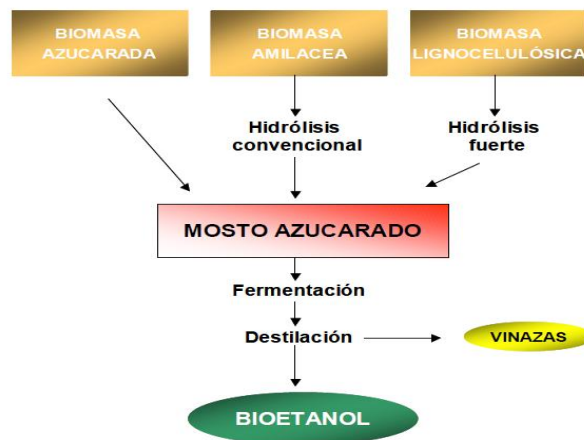 BIOMASA
AZUCARADA
BIOMASA
AMILACEA
BIOMASA
LIGNOCELULÓSICA
Hidrólisis
convencional
Hidrólisis
fuerte
MOSTO AZUCARADO
Fermentación
Destilación
VINAZAS
BIOETANOL